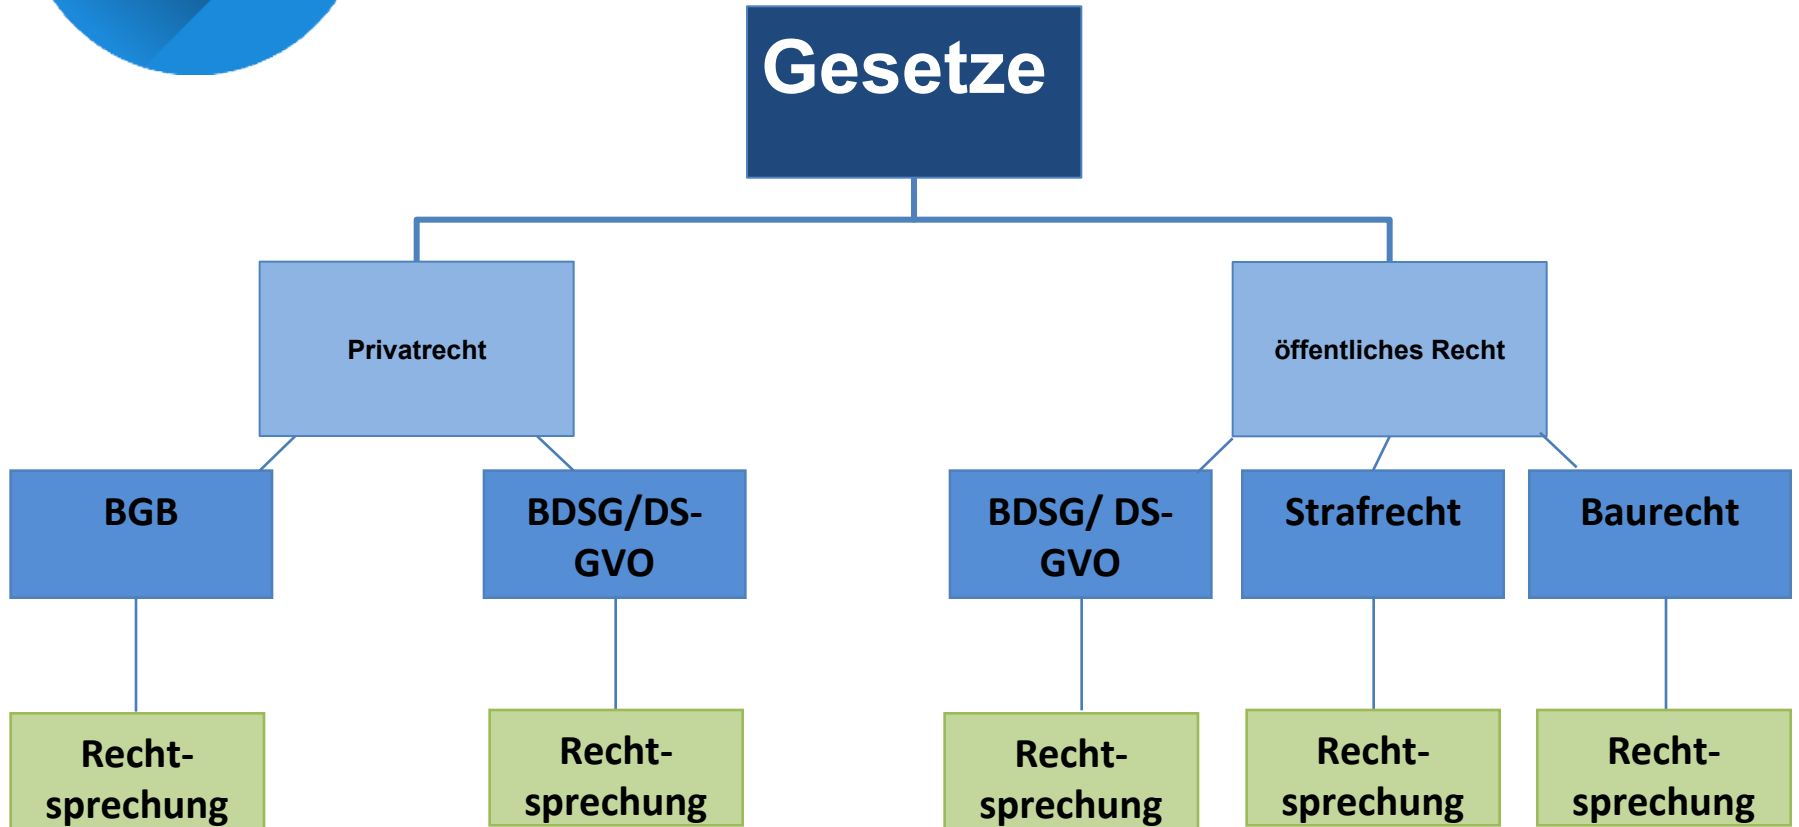 Gesetze
Privatrecht
öffentliches Recht
BGB
BDSG/DS-
GVO
BDSG/ DS-
GVO
Strafrecht
Baurecht
Recht-
sprechung
Recht-
sprechung
Recht-
sprechung
Recht-
sprechung
Recht-
sprechung